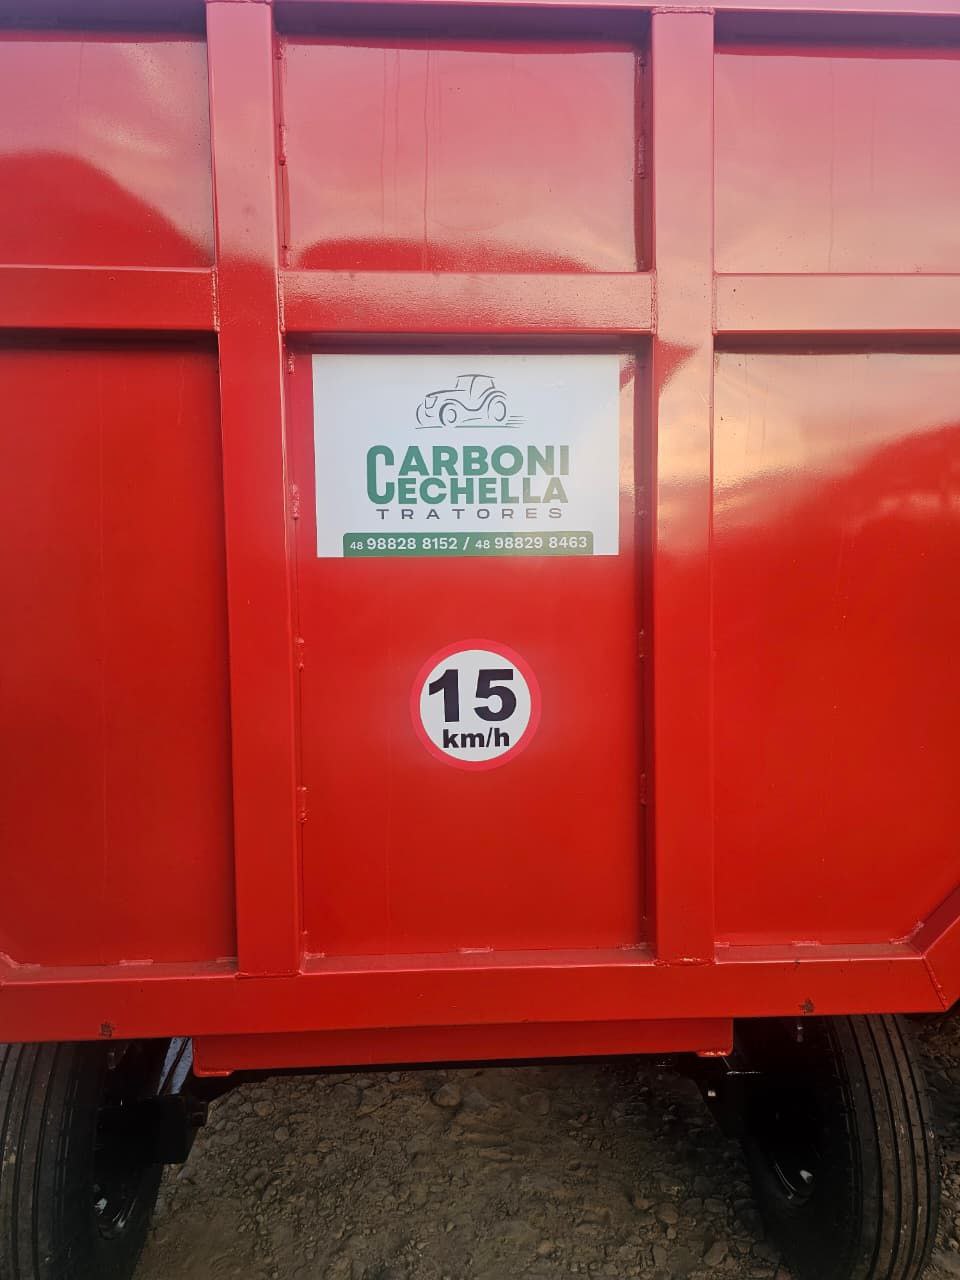 CARBONI
CECHELLA
TRATORES
48 98828 8152 / 48 98829 8463
15
km/h